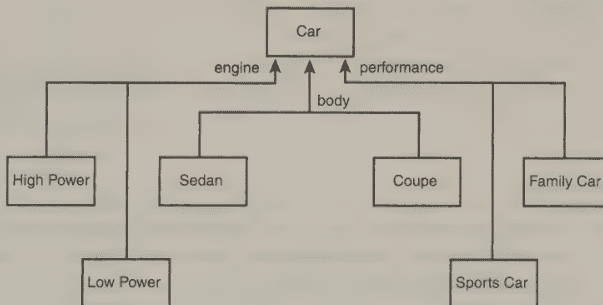 Car
engine
performance
body
High Power
Sedan
Coupe
Family Car
Low Power
Sports Car